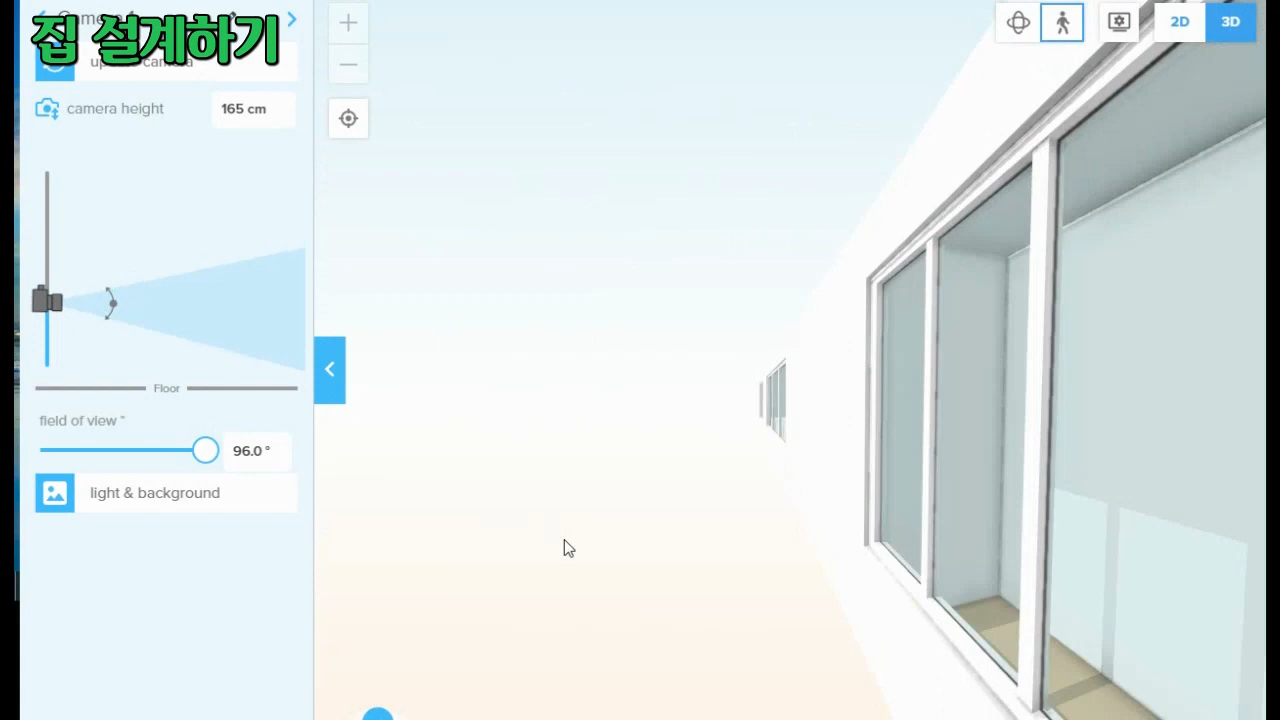 집 설계하기
2D
3D
camera height
165 cm
Floor
field of view °
96.0 °
light & background